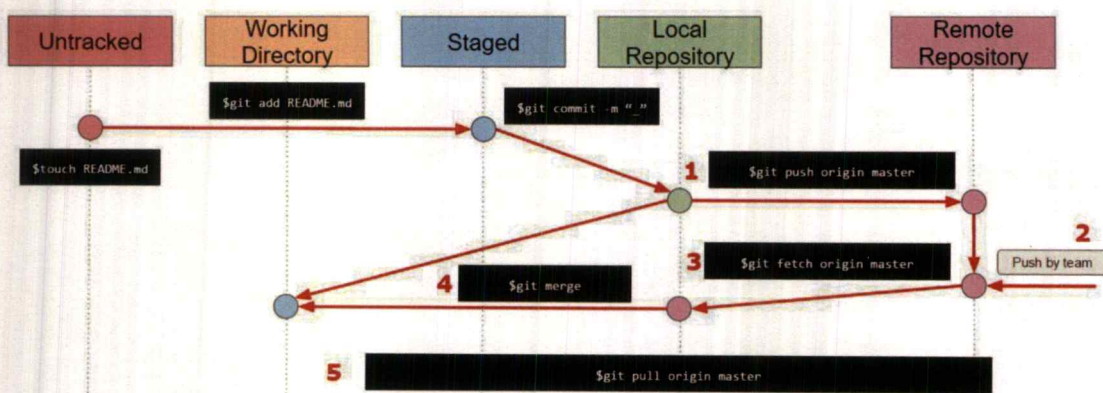 Untracked
Working
Directory
Staged
Local
Repository
Remote
Repository
$git add README.md
$git commit -m “_”
$touch README.md
1
$git push origin master
2
Push by team
3
$git fetch origin master
4
$git merge
5
$git pull origin master